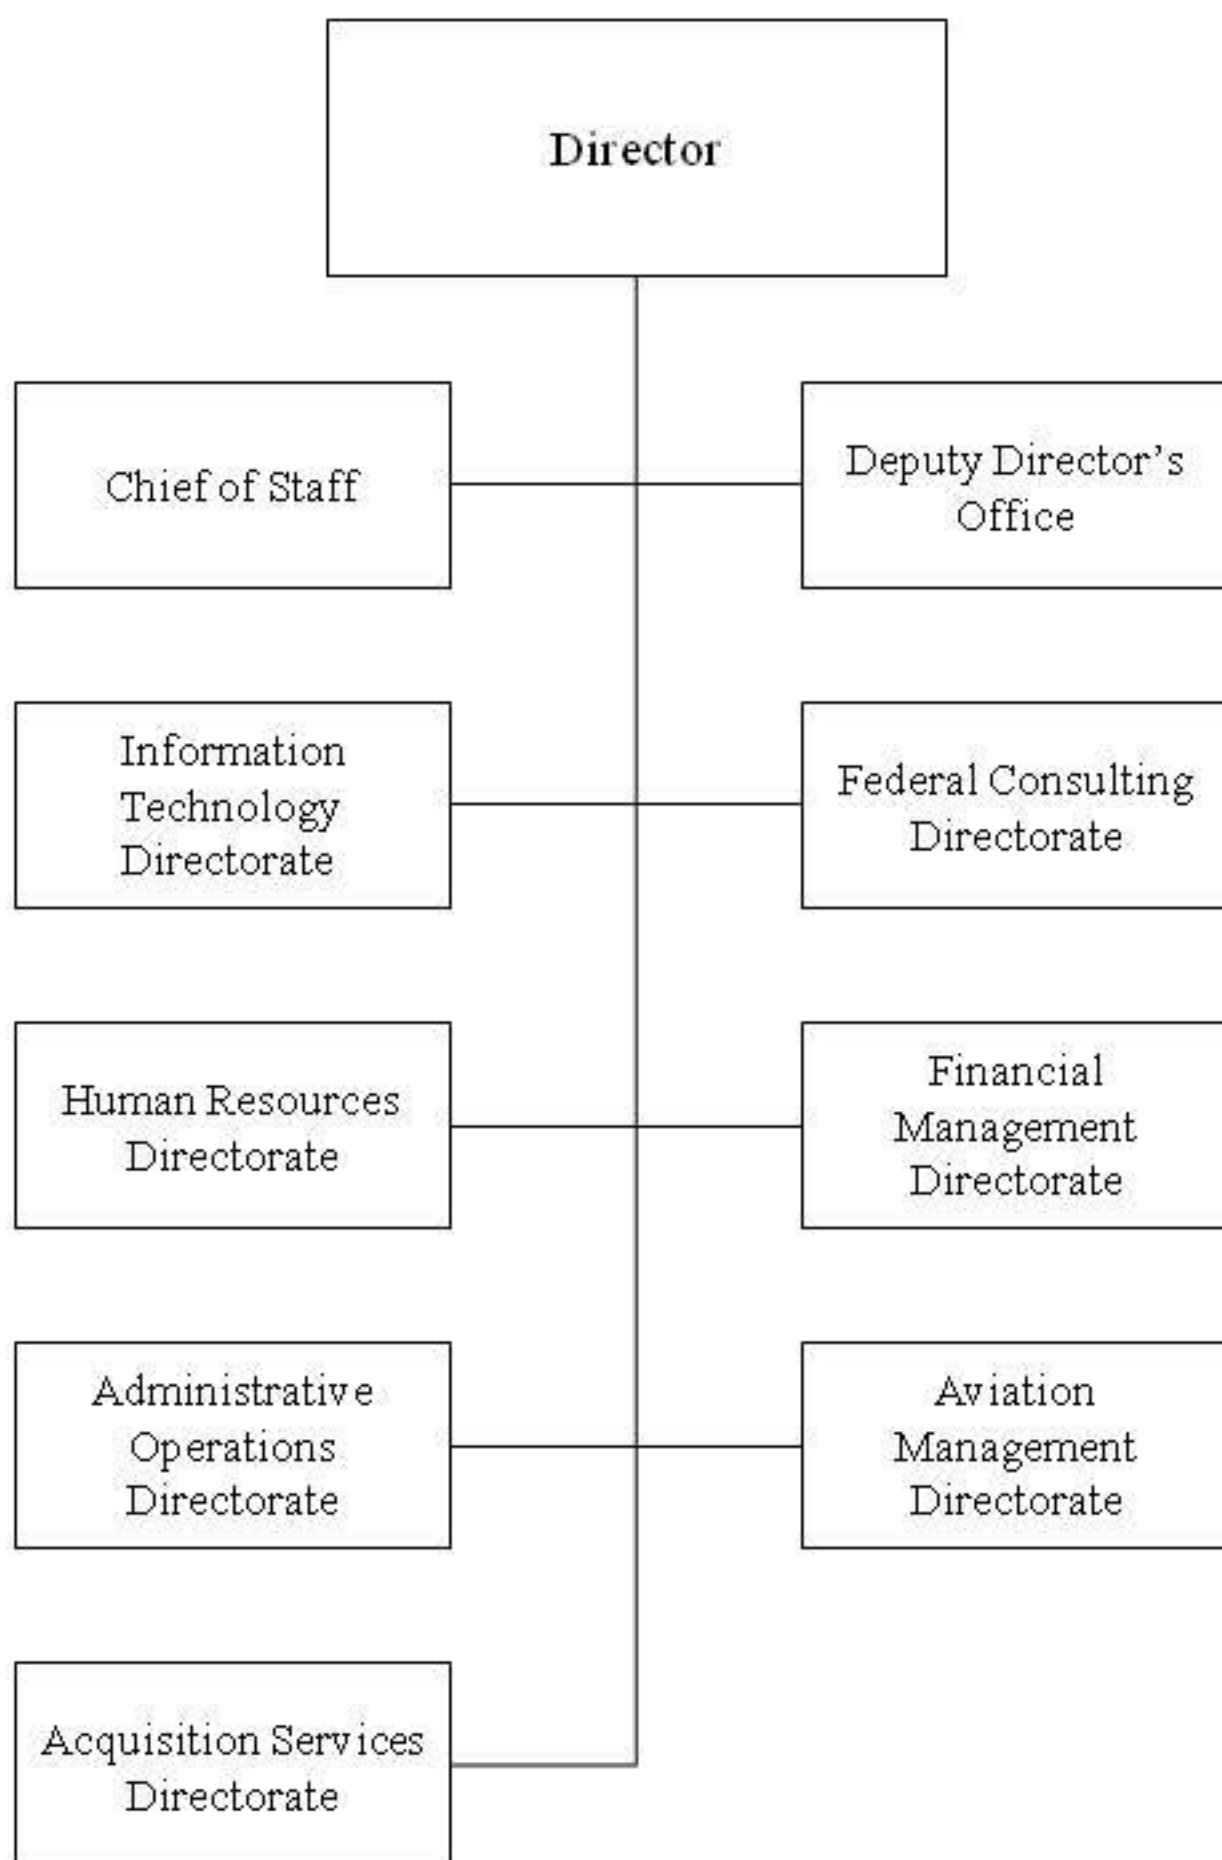 Director
Chief of Staff
Deputy Director's
Office
Information
Technology
Directorate
Federal Consulting
Directorate
Human Resources
Directorate
Financial
Management
Directorate
Administrative
Operations
Directorate
Aviation
Management
Directorate
Acquisition Services
Directorate